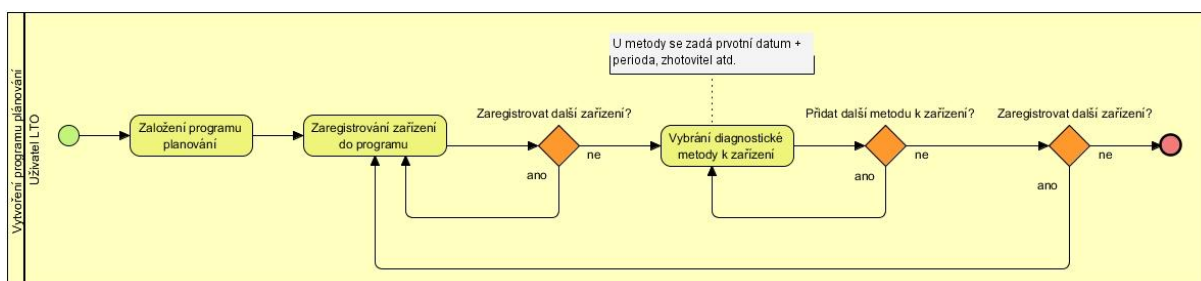 Vytvoření programu plánování
Uživatel LTO
U metody se zadá prvotní datum +
perioda, zhotovitel atd.
Založení programu
plánování
Zaregistrování zařízení
do programu
Zaregistrovat další zařízení?
ne
ano
Vybrání diagnostické
metody k zařízení
Přidat další metodu k zařízení?
ne
ano
Zaregistrovat další zařízení?
ne
ano